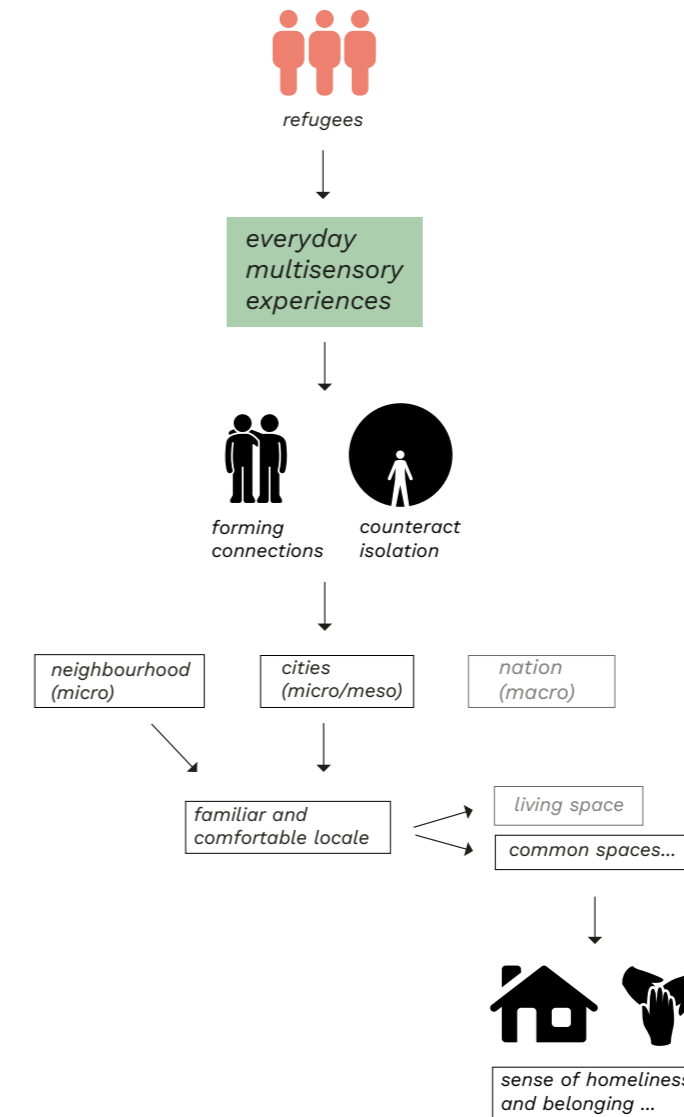 refugees
everyday
multisensory
experiences
forming
connections
counteract
isolation
neighbourhood
(micro)
cities
(micro/meso)
nation
(macro)
familiar and
comfortable locale
living space
common spaces...
sense of homeliness
and belonging ...